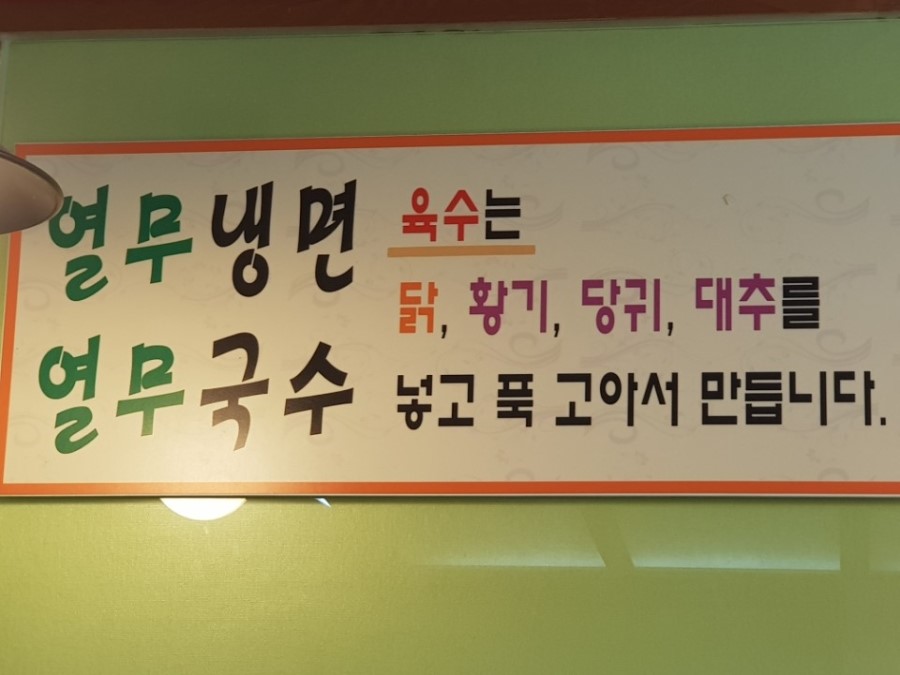 열무냉면
열무국수
육수는
닭, 황기, 당귀, 대추를
넣고 푹 고아서 만듭니다.